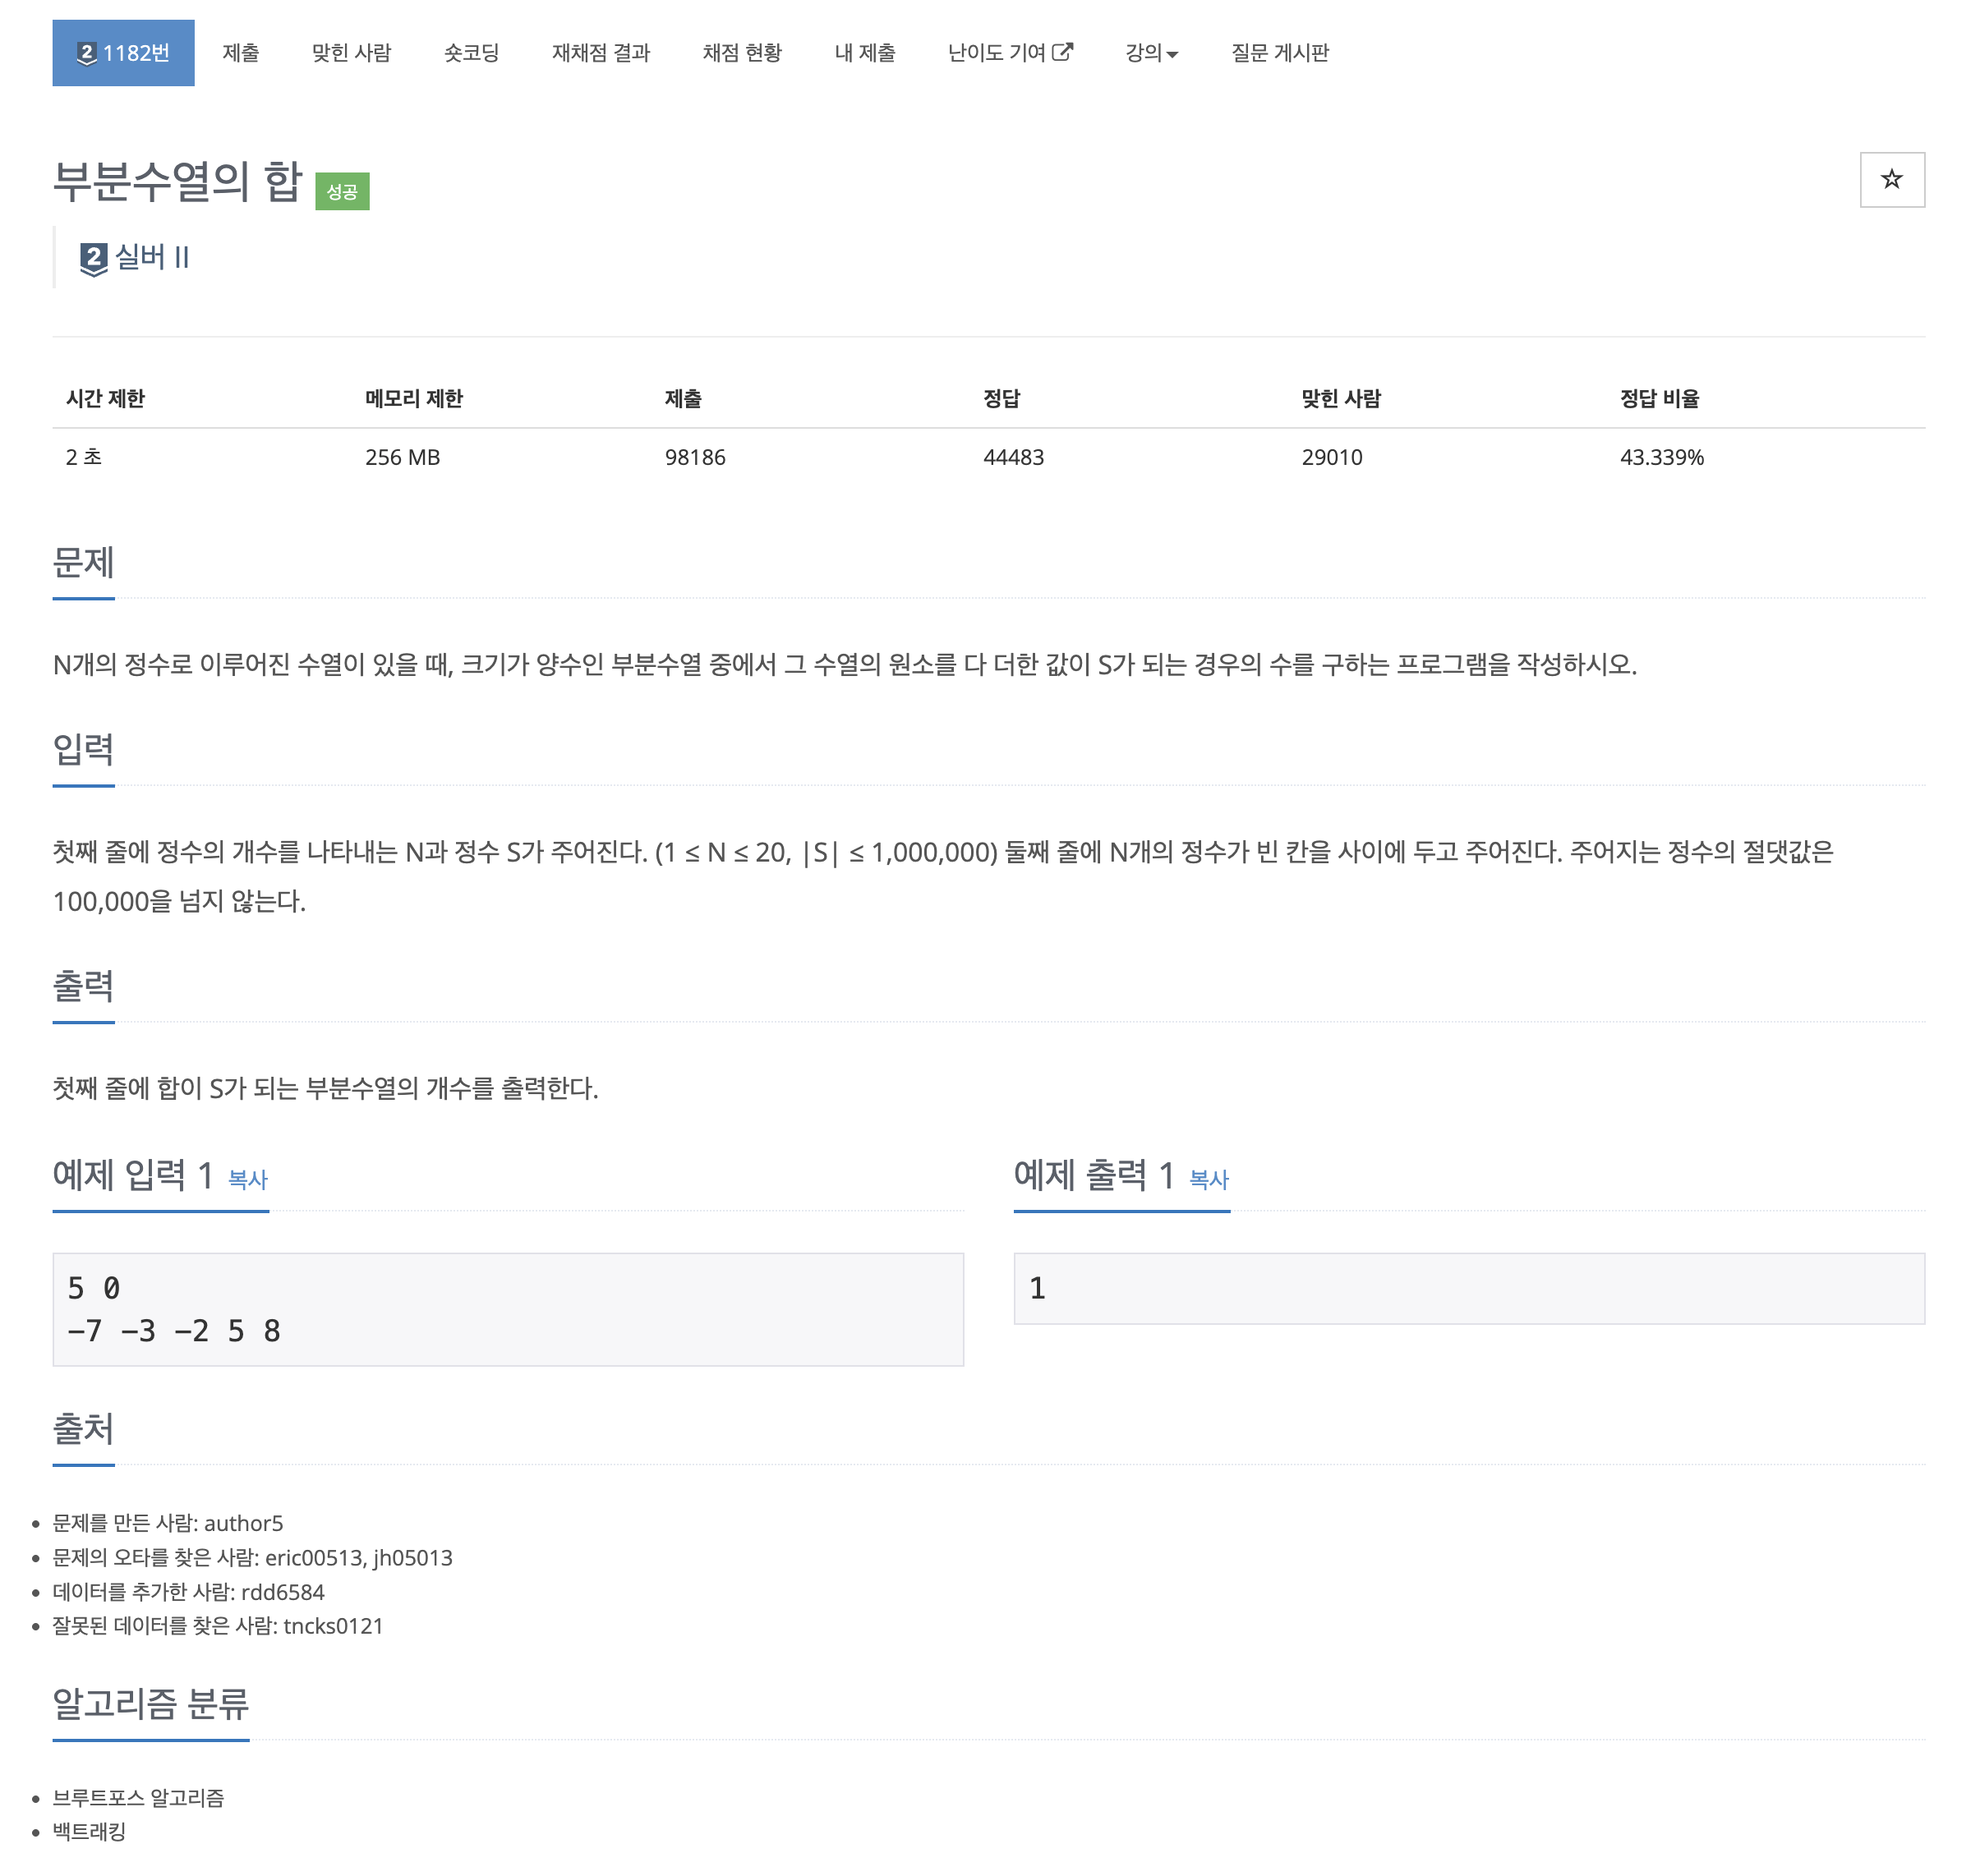 2 1182번 제출 맞힌 사람 숏코딩 재채점 결과 채점 현황 내 제출 난이도 기여 강의 질문 게시판
부분수열의 합 성공
2 실버 II
시간 제한 메모리 제한 제출 정답 맞힌 사람 정답 비율
2 초 256 MB 98186 44483 29010 43.339%
문제
N개의 정수로 이루어진 수열이 있을 때, 크기가 양수인 부분수열 중에서 그 수열의 원소를 다 더한 값이 S가 되는 경우의 수를 구하는 프로그램을 작성하시오.
입력
첫째 줄에 정수의 개수를 나타내는 N과 정수 S가 주어진다. (1 ≤ N ≤ 20, |S| ≤ 1,000,000) 둘째 줄에 N개의 정수가 빈 칸을 사이에 두고 주어진다. 주어지는 정수의 절댓값은
100,000을 넘지 않는다.
출력
첫째 줄에 합이 S가 되는 부분수열의 개수를 출력한다.
예제 입력 1 복사
5 0
-7 -3 -2 5 8
예제 출력 1 복사
1
출처
문제를 만든 사람: author5
문제의 오타를 찾은 사람: eric00513, jh05013
데이터를 추가한 사람: rdd6584
잘못된 데이터를 찾은 사람: tncks0121
알고리즘 분류
브루트포스 알고리즘
백트래킹